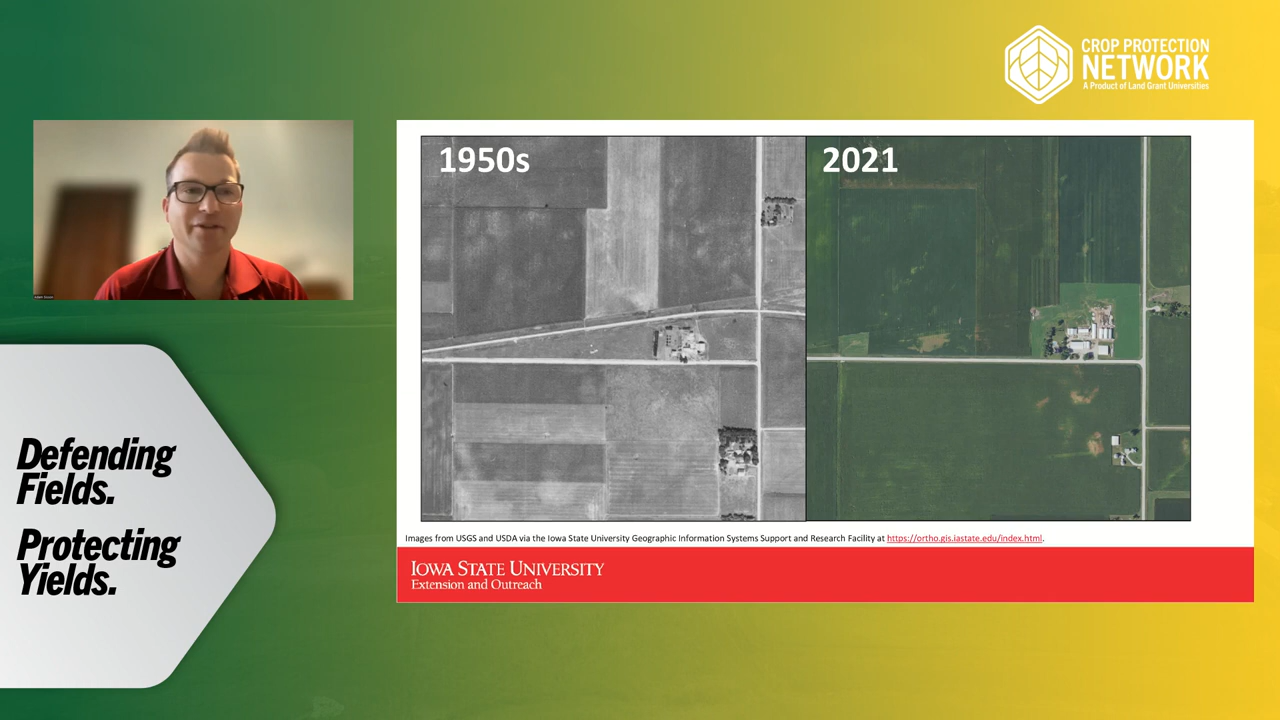 CROP PROTECTION
NETWORK
A Product of Land Grant Universities
1950s
2021
Defending
Fields.
Protecting
Yields.
Images from USGS and USDA via the Iowa State University Geographic Information Systems Support and Research Facility at https://ortho.gis.iastate.edu/index.html.
IOWA STATE UNIVERSITY
Extension and Outreach